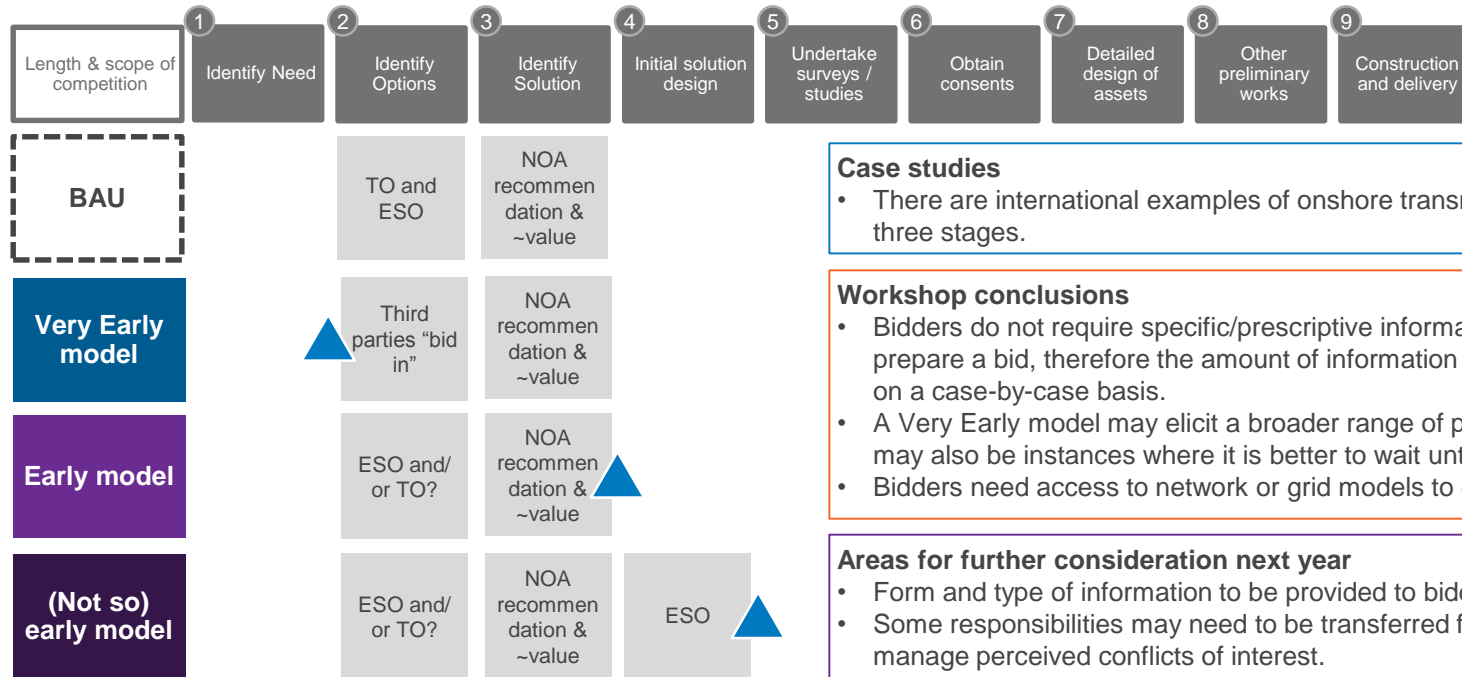 1
2
3
4
5
6
7
8
9
Length & scope of
competition
Identify Need
Identify
Options
Identify
Solution
Initial solution
design
Undertake
surveys /
studies
Obtain
consents
Detailed
design of
assets
Other
preliminary
works
Construction
and delivery
BAU
TO and
ESO
NOA
recommen
dation &
~value
Very Early
model
Third
parties “bid
in”
NOA
recommen
dation &
~value
Early model
ESO and/
or TO?
NOA
recommen
dation &
~value
(Not so)
early model
ESO and/
or TO?
NOA
recommen
dation &
~value
ESO
Case studies
• There are international examples of onshore
three stages.
Workshop conclusions
• Bidders do not require specific/prescriptive
prepare a bid, therefore the amount of information
on a case-by-case basis.
• A Very Early model may elicit a broader range of
may also be instances where it is better to wait
• Bidders need access to network or grid models to
Areas for further consideration next year
• Form and type of information to be provided to
Some responsibilities may need to be transferred
manage perceived conflicts of interest.